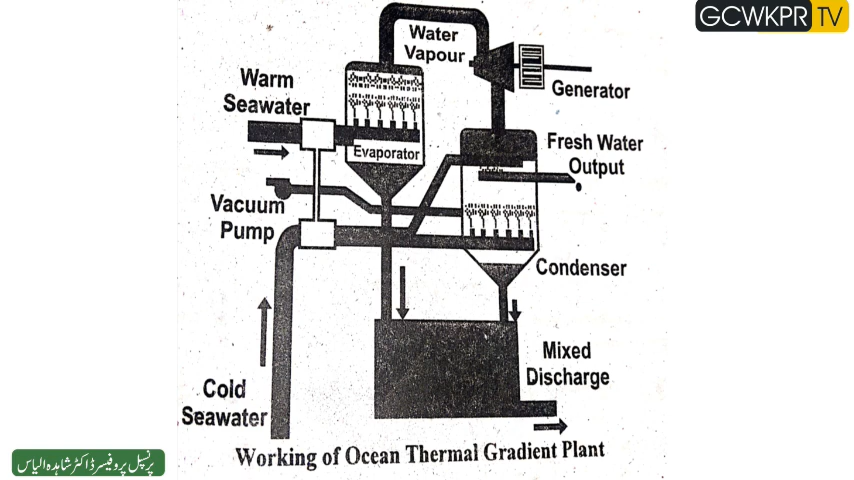 GCWKPR TV
Water
Vapour
Warm
Seawater
Generator
Evaporator
Fresh Water
Output
Vacuum
Pump
Condenser
Mixed
Discharge
Cold
Seawater
Working of Ocean Thermal Gradient Plant
پرنسپل پروفیسر ڈاکٹر شاہدہ الیاس